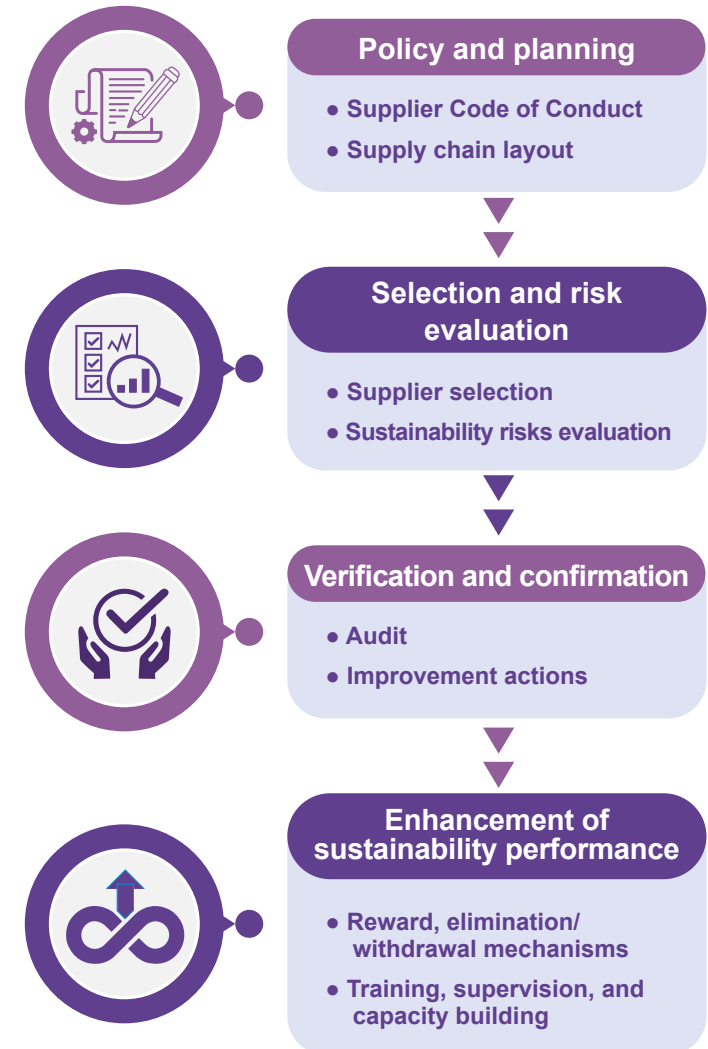 Policy and planning
● Supplier Code of Conduct
● Supply chain layout
Selection and risk
evaluation
● Supplier selection
● Sustainability risks evaluation
Verification and confirmation
● Audit
● Improvement actions
Enhancement of
sustainability performance
● Reward, elimination/
withdrawal mechanisms
● Training, supervision, and
capacity building